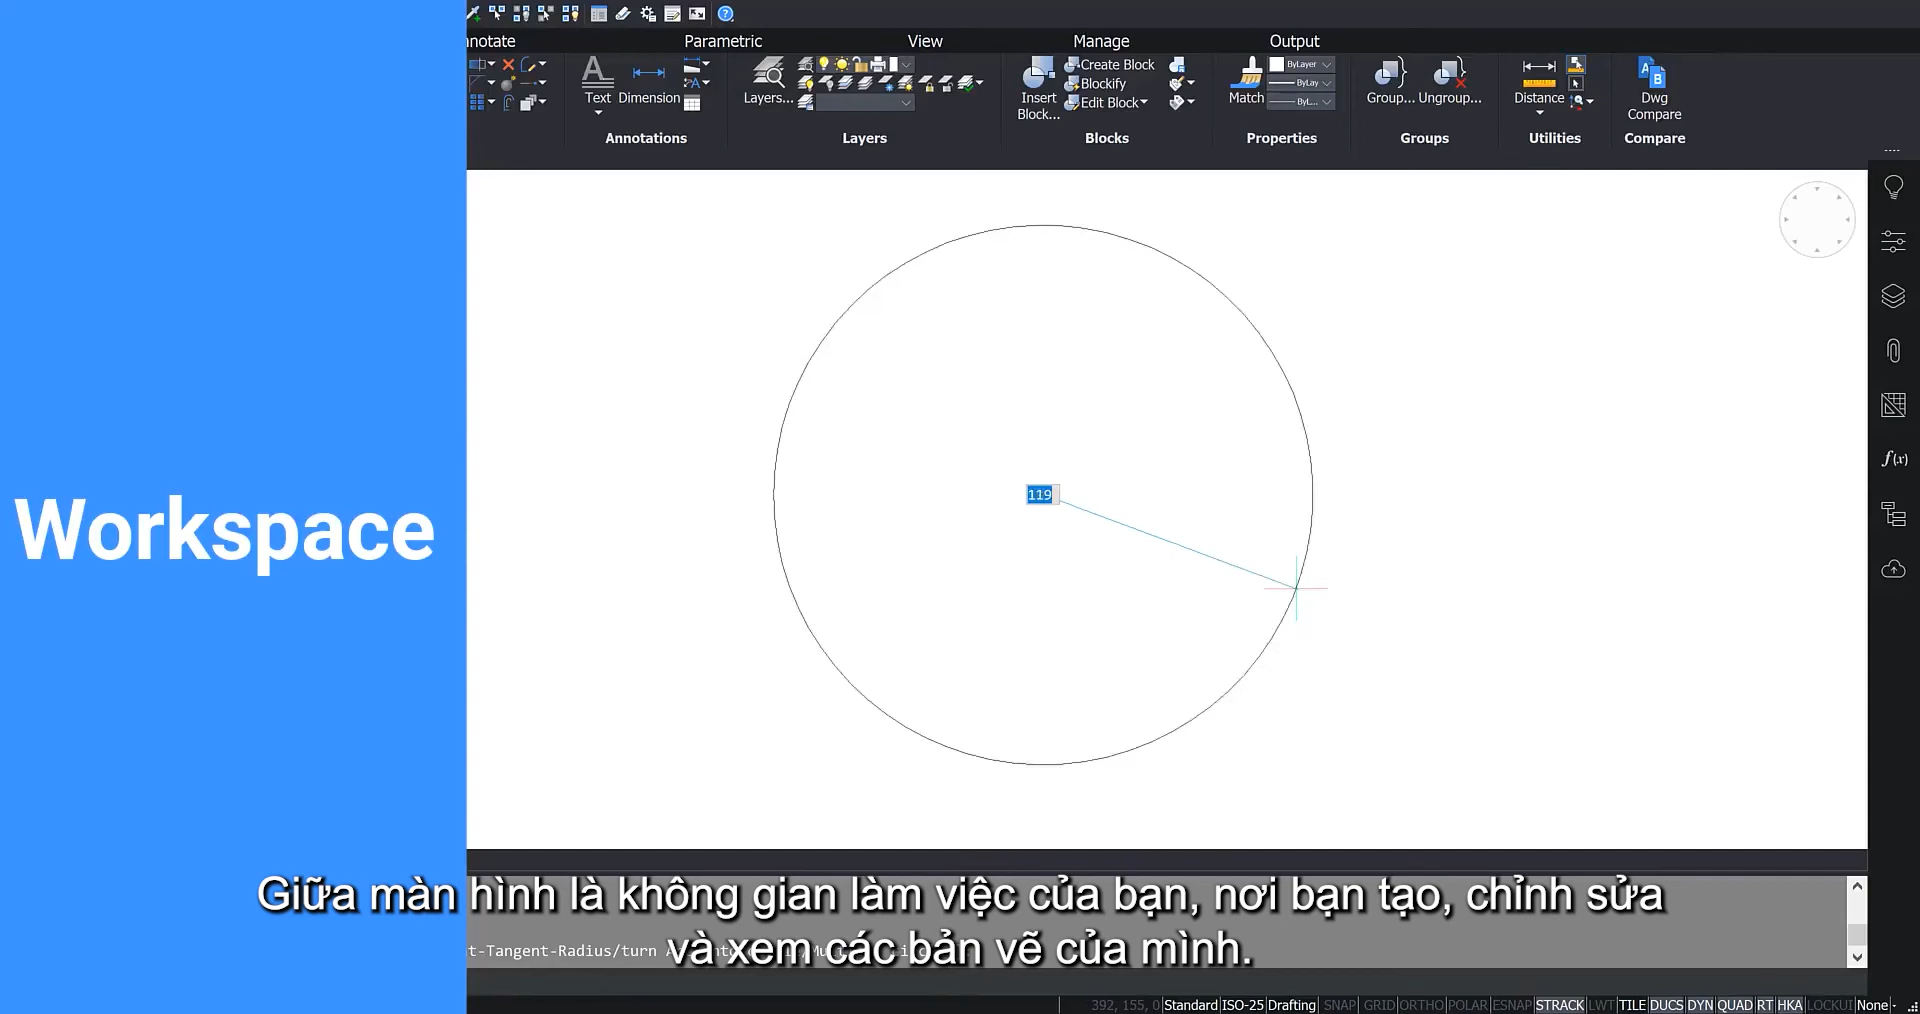 nnotate Parametric View Manage Output
Create Block ByLayer
Blockify ByLay
Text Dimension Layers... Insert Block... Edit Block Match ByL... Group... Ungroup... Distance Dwg Compare
Annotations Layers Blocks Properties Groups Utilities Compare
f(x)
119
Workspace
Giữa màn hình là không gian làm việc của bạn, nơi bạn tạo, chỉnh sửa
và xem các bản vẽ của mình.
t-Tangent-Radius/turn
392, 155, 0 Standard ISO-25 Drafting SNAP GRID ORTHO POLAR ESNAP STRACK LWT TILE DUCS DYN QUAD RT HKA LOCKUI None